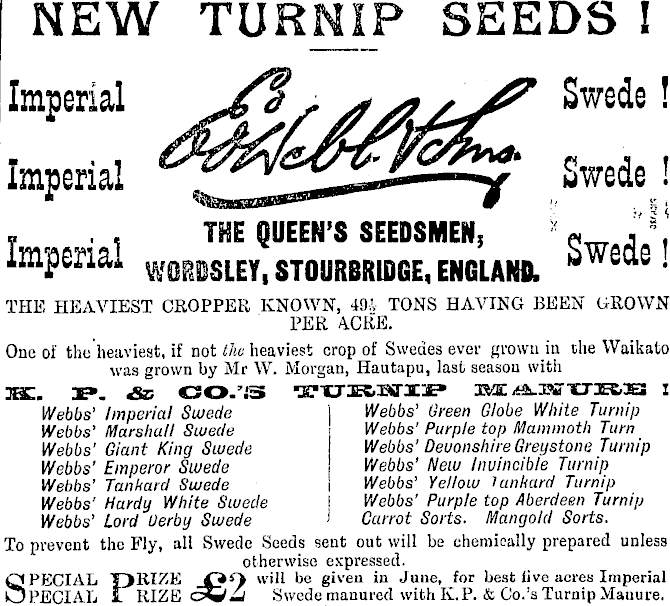 NEW TURNIP SEEDS !
Imperial Swede !
Imperial Swede !
Imperial Swede !
E Webb & Sons.
THE QUEEN'S SEEDSMEN,
WORDSLEY, STOURBRIDGE, ENGLAND.
THE HEAVIEST CROPPER KNOWN, 49½ TONS HAVING BEEN GROWN
PER ACRE.
One of the heaviest, if not the heaviest crop of Swedes ever grown in the Waikato
was grown by Mr W. Morgan, Hautapu, last season with
K. P. & CO.'S TURNIP MANURE !
Webbs' Imperial Swede
Webbs' Marshall Swede
Webbs' Giant King Swede
Webbs' Emperor Swede
Webbs' Tankard Swede
Webbs' Hardy White Swede
Webbs' Lord Derby Swede
Webbs' Green Globe White Turnip
Webbs' Purple top Mammoth Turn
Webbs' Devonshire Greystone Turnip
Webbs' New Invincible Turnip
Webbs' Yellow Tankard Turnip
Webbs' Purple top Aberdeen Turnip
Carrot Sorts. Mangold Sorts.
To prevent the Fly, all Swede Seeds sent out will be chemically prepared unless
otherwise expressed.
SPECIAL PRIZE £2 will be given in June, for best five acres Imperial
SPECIAL PRIZE Swede manured with K.P. & Co.'s Turnip Manure.